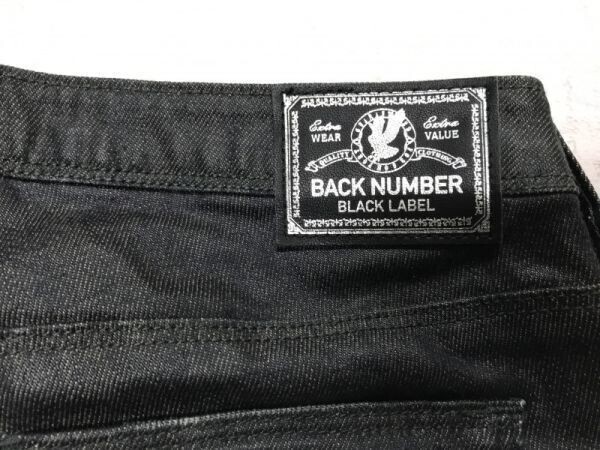 Extra WEAR
Extra VALUE
QUALITY CLOTHING
BACK NUMBER
BLACK LABEL